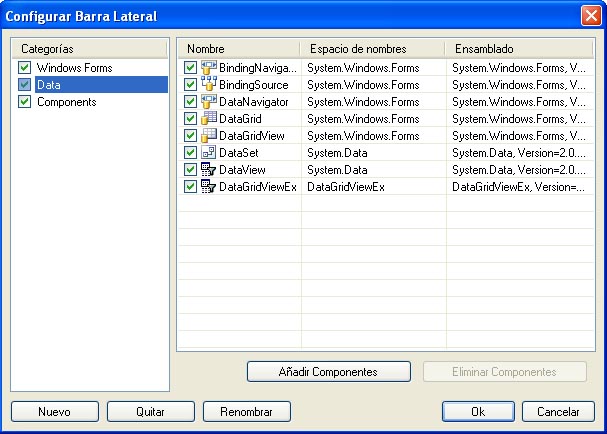 Configurar Barra Lateral
Categorías
Windows Forms
Data
Components
Nombre Espacio de nombres Ensamblado
BindingNaviga... System.Windows.Forms System.Windows.Forms, V...
BindingSource System.Windows.Forms System.Windows.Forms, V...
DataNavigator System.Windows.Forms System.Windows.Forms, V...
DataGrid System.Windows.Forms System.Windows.Forms, V...
DataGridView System.Windows.Forms System.Windows.Forms, V...
DataSet System.Data System.Data, Version=2.0....
DataView System.Data System.Data, Version=2.0....
DataGridViewEx DataGridViewEx DataGridViewEx, Version=...
Añadir Componentes Eliminar Componentes
Nuevo Quitar Renombrar Ok Cancelar